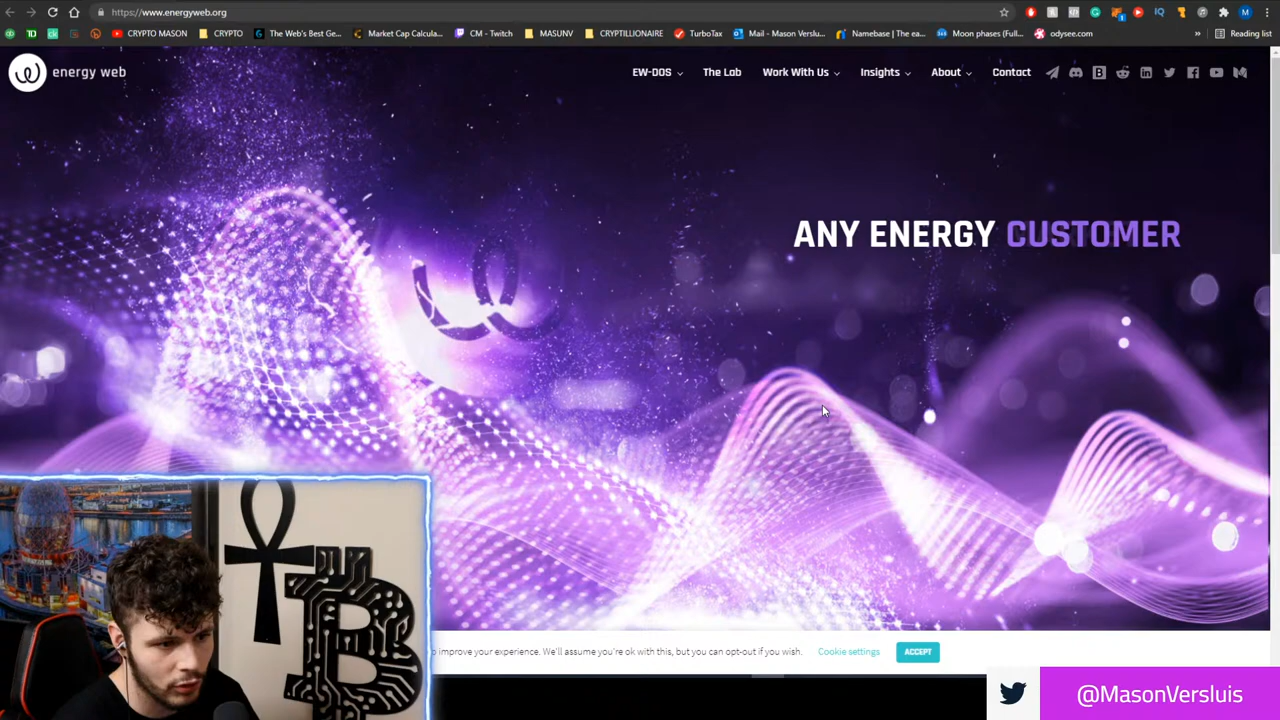 https://www.energyweb.org
CRYPTO MASON
CRYPTO
The Web's Best Ge...
Market Cap Calcula...
CM - Twitch
MASUNV
CRYPTILLIONAIRE
TurboTax
Mail - Mason Verslu...
Namebase | The ea...
Moon phases (Full...
odysee.com
»
Reading list
energy web
EW-DOS
The Lab
Work With Us
Insights
About
Contact
ANY ENERGY CUSTOMER
o improve your experience. We'll assume you're ok with this, but you can opt-out if you wish.
Cookie settings
ACCEPT
@MasonVersluis